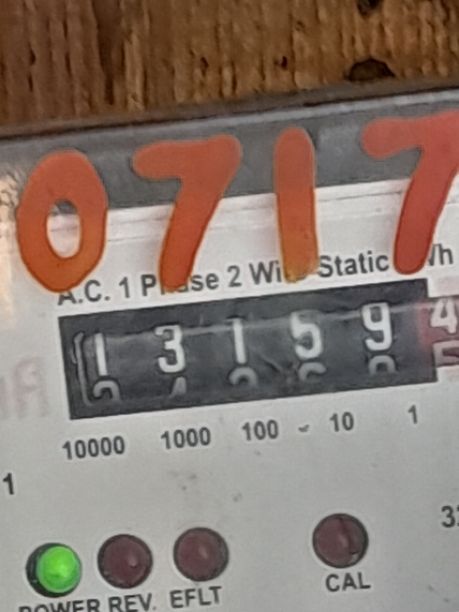 0717
A.C. 1 Phase 2 Wire Static Wh
1 3 1 5 9 4
10000 1000 100 10 1
1
POWER REV. EFLT
CAL